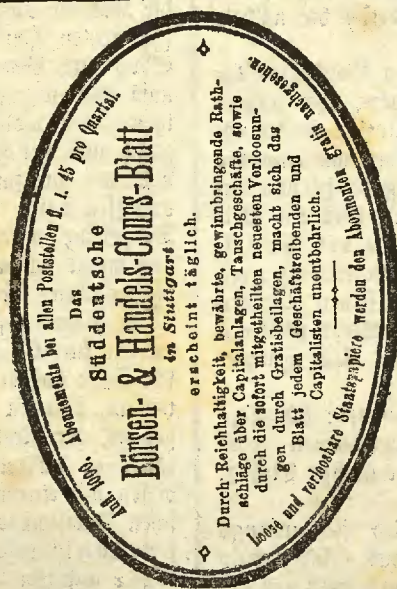 Aufl. 1000. Abonnements bei allen Poststellen fl. 1. 45 pro Quartal.
Das
Süddeutsche
Börsen- & Handels-Cours-Blatt
in Stuttgart
erscheint täglich.
Durch Reichhaltigkeit, bewährte, gewinnbringende Rath-
schläge über Capitalanlagen, Tauschgeschäfte, sowie
durch die sofort mitgetheilten neuesten Verloosun-
gen durch Gratisbeilagen, macht sich das
Blatt jedem Geschäftreibenden und
Capitalisten unentbehrlich.
Loose und verloosbare Staatspapiere werden den Abonnenten gratis nachgesehen.